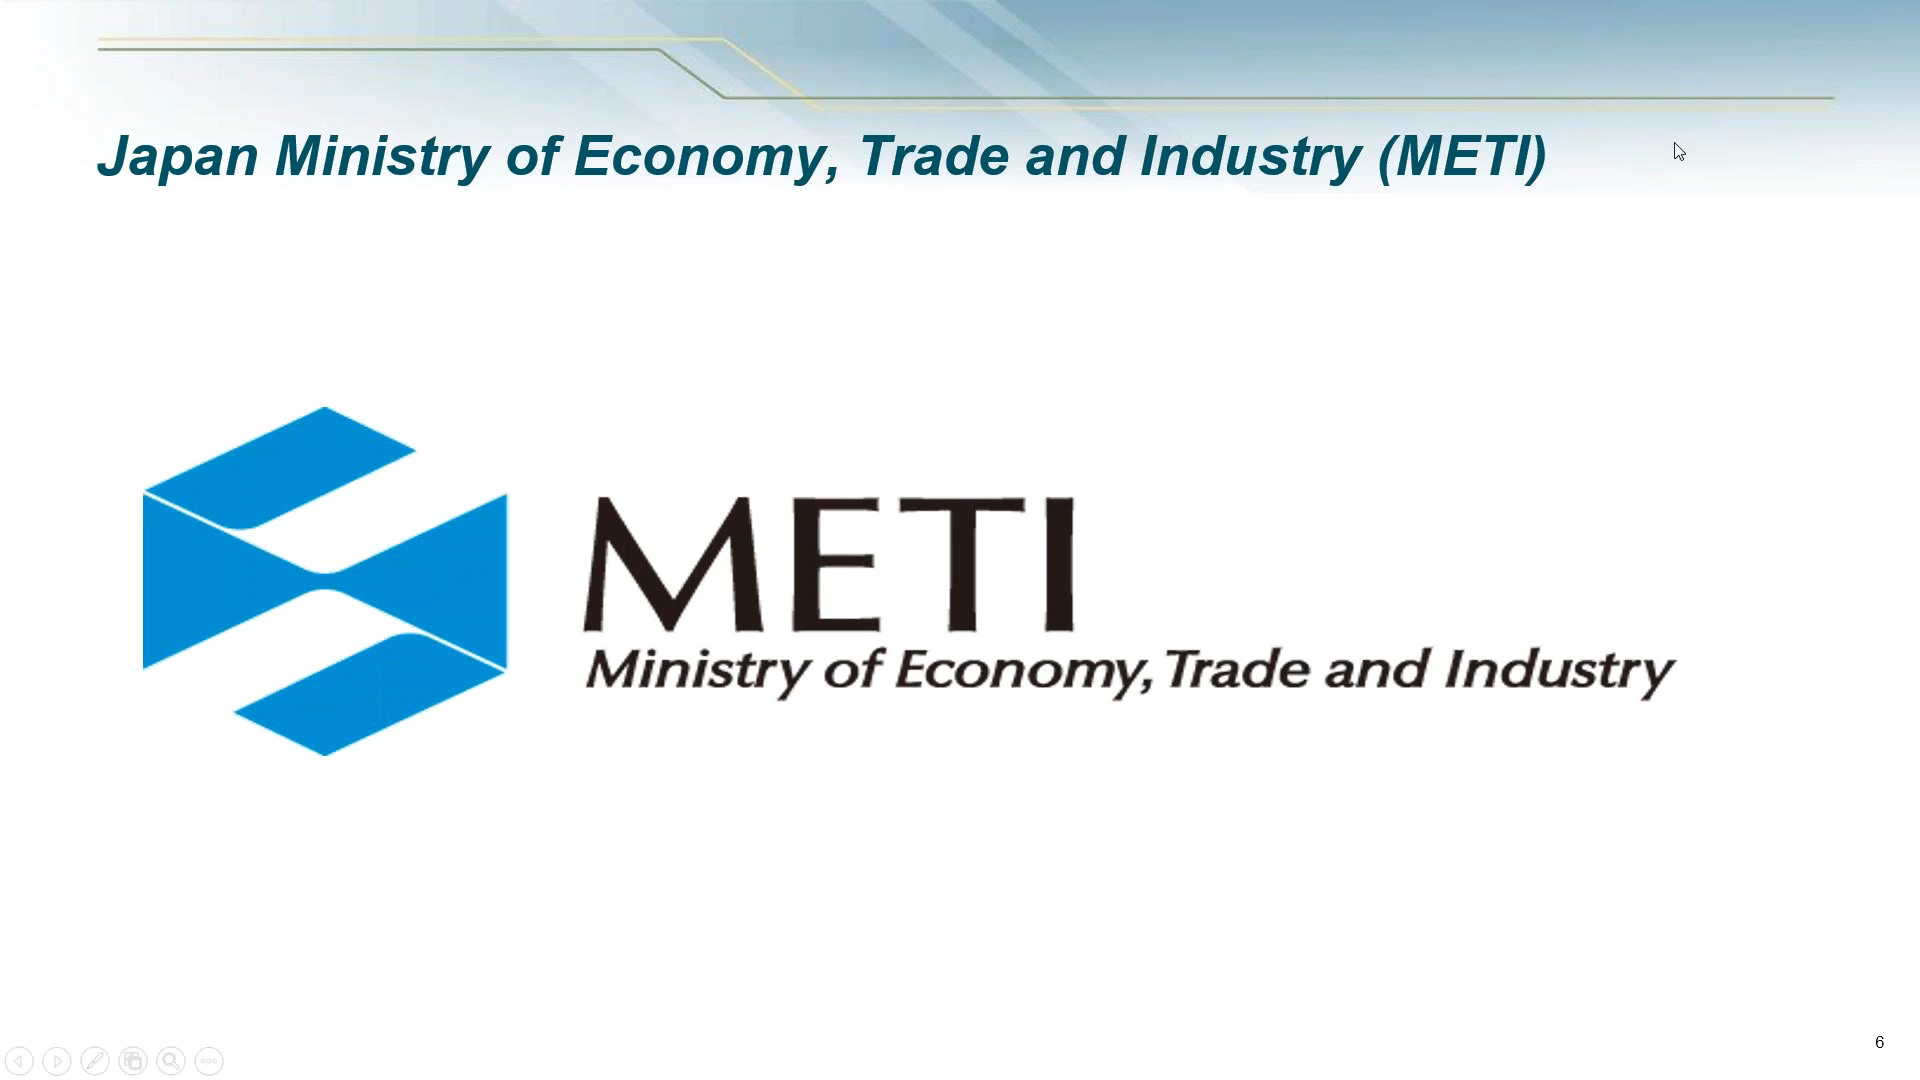 Japan Ministry of Economy, Trade and Industry (METI)
METI
Ministry of Economy, Trade and Industry
6